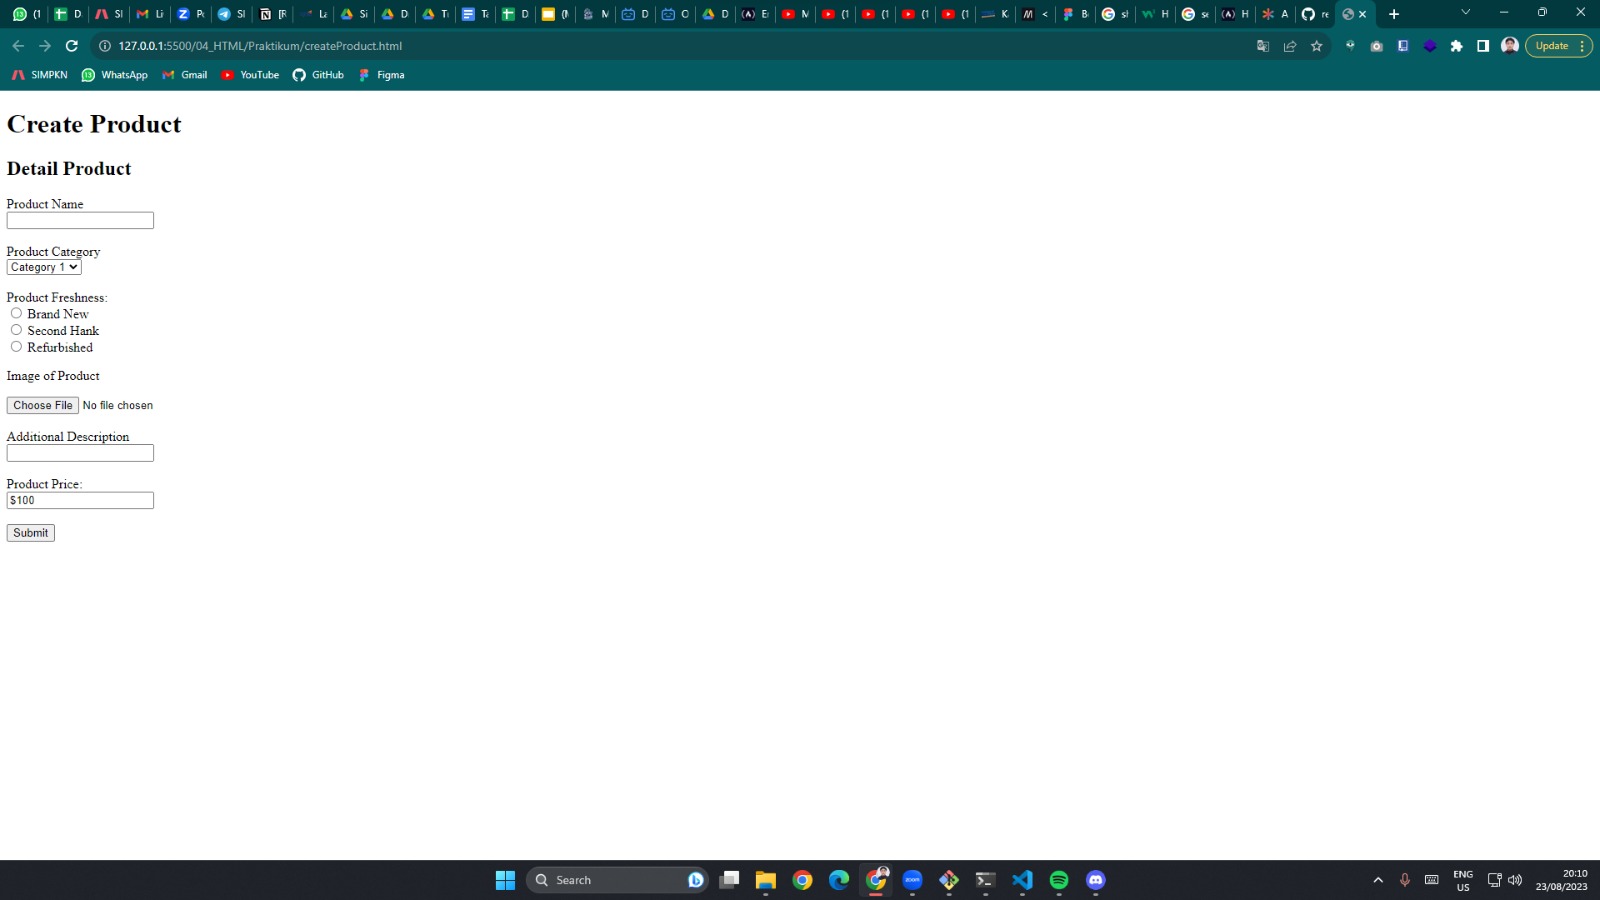 127.0.0.1:5500/04_HTML/Praktikum/createProduct.html
Update
SIMPKN
WhatsApp
Gmail
YouTube
GitHub
Figma
Create Product
Detail Product
Product Name
Product Category
Category 1
Product Freshness:
Brand New
Second Hank
Refurbished
Image of Product
Choose File No file chosen
Additional Description
Product Price:
$100
Submit
Search
zoom
ENG
US
20:10
23/08/2023